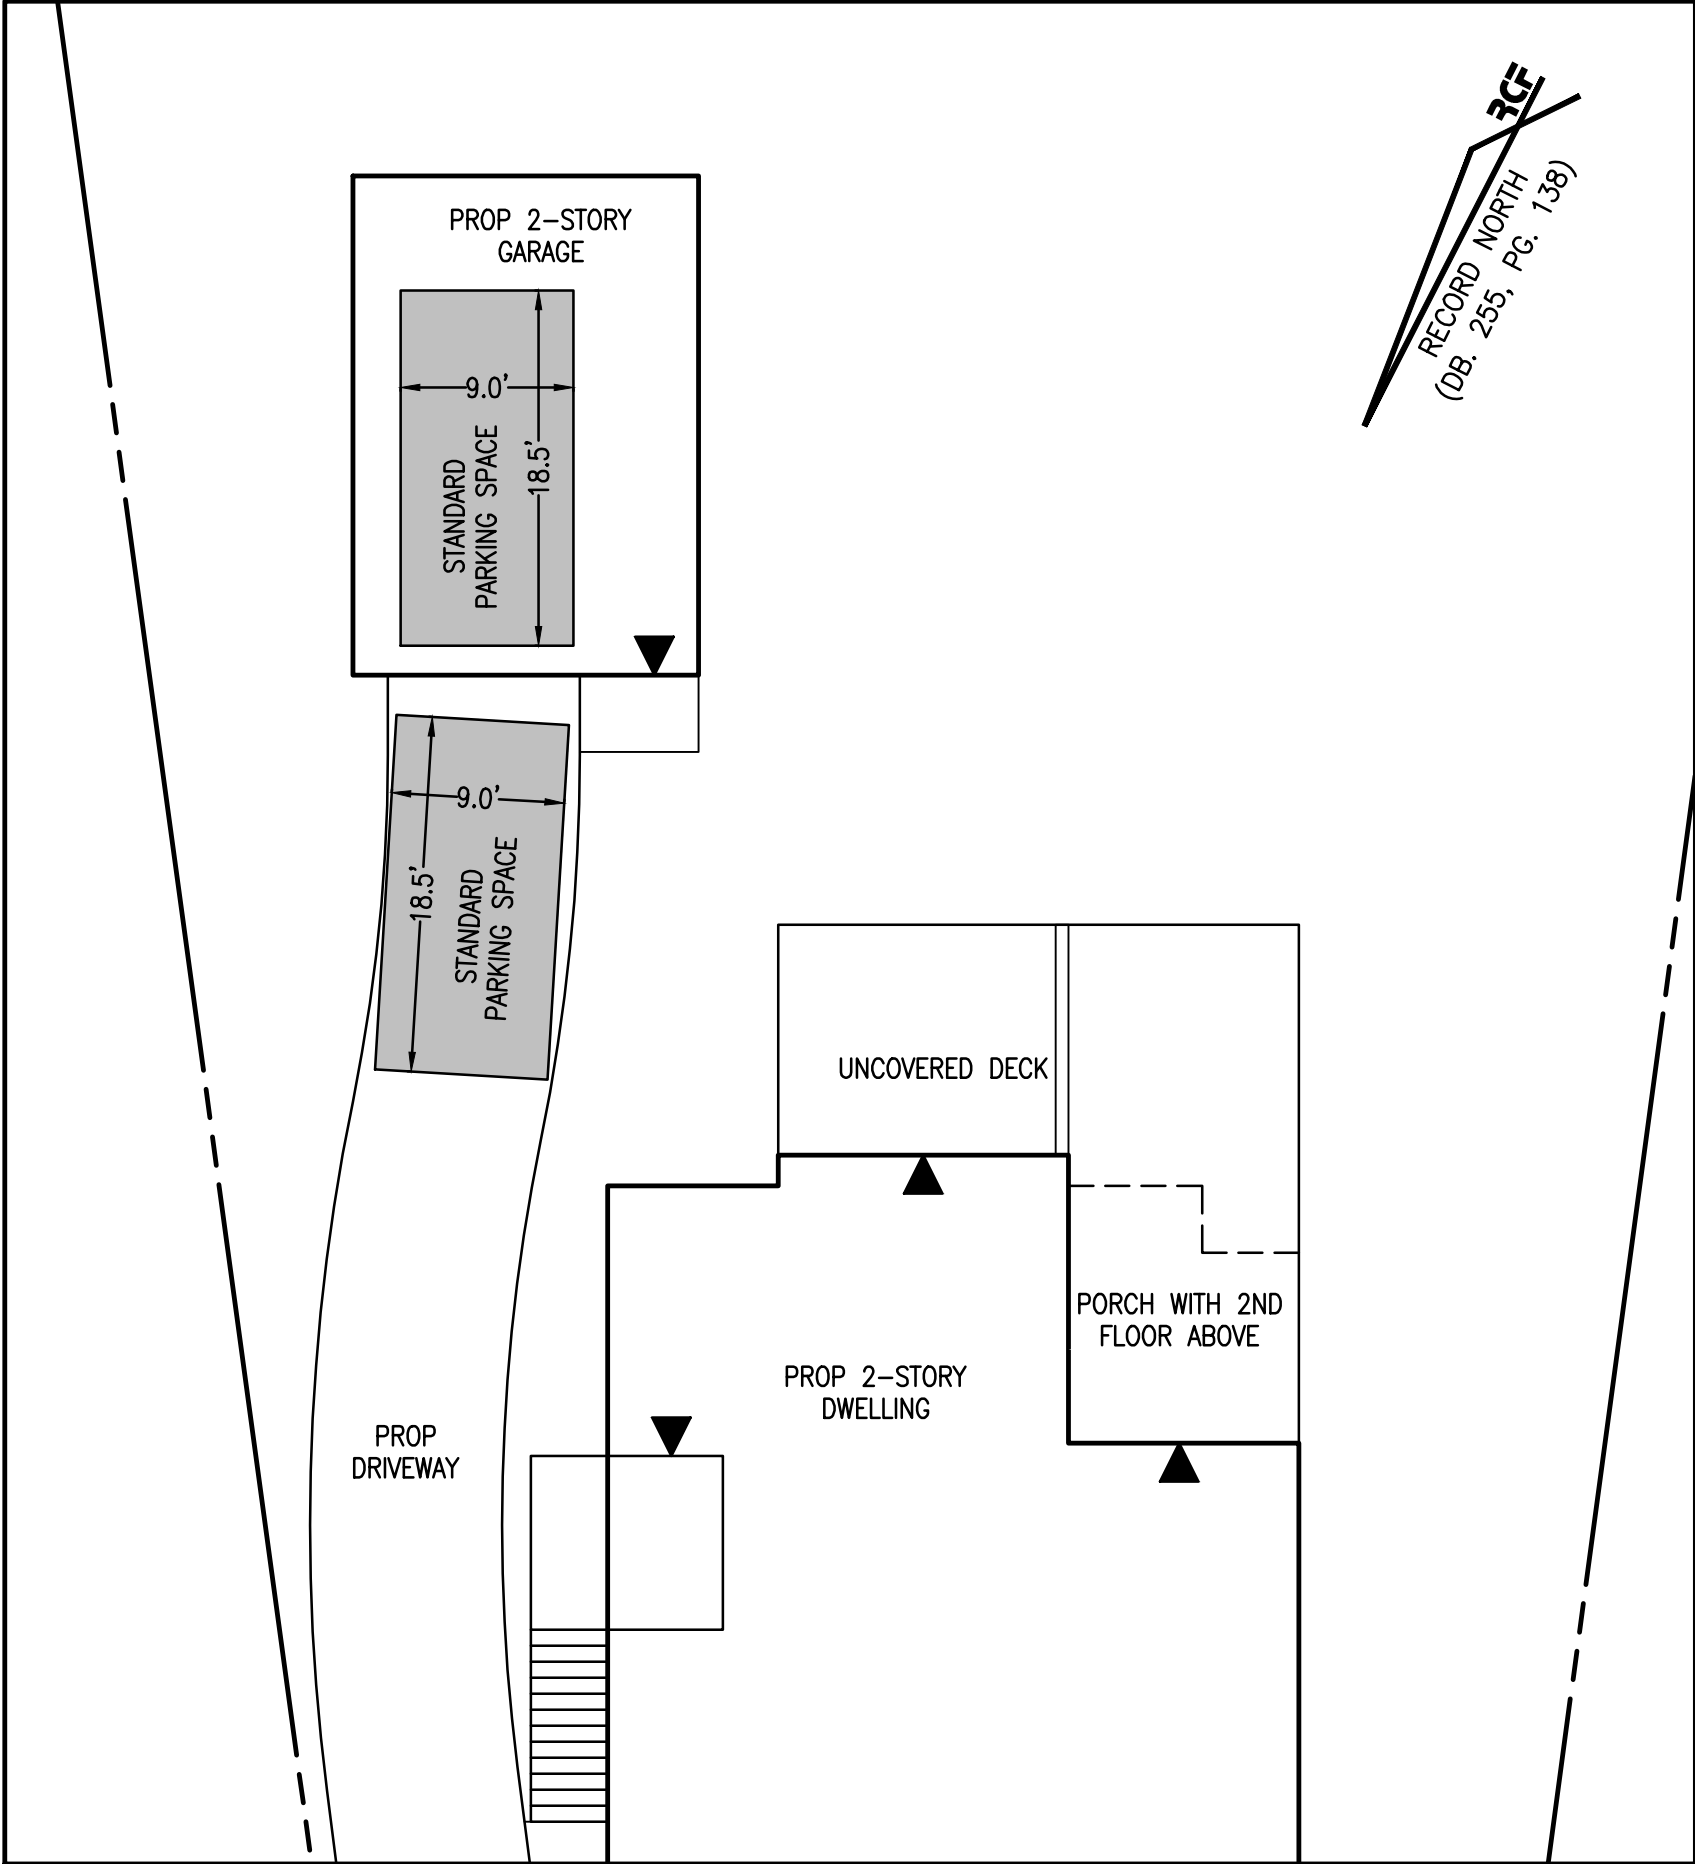 RCF
RECORD NORTH
(DB. 255, PG. 138)
PROP 2-STORY
GARAGE
9.0'
18.5'
STANDARD
PARKING SPACE
9.0'
18.5'
STANDARD
PARKING SPACE
UNCOVERED DECK
PORCH WITH 2ND
FLOOR ABOVE
PROP 2-STORY
DWELLING
PROP
DRIVEWAY